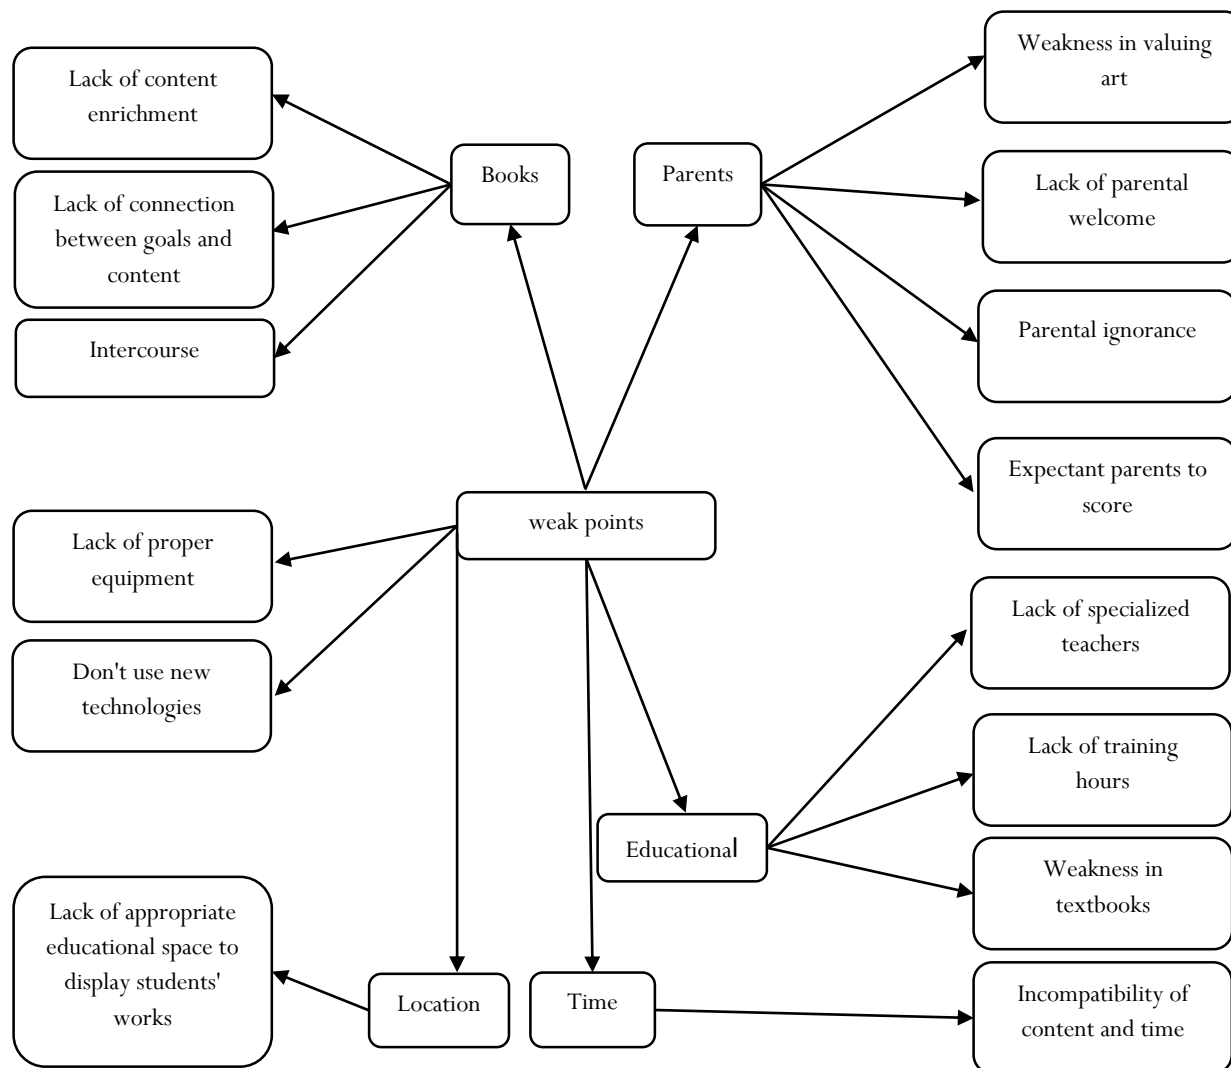 Lack of content
enrichment
Lack of connection
between goals and
content
Intercourse
Books
Parents
Weakness in valuing
art
Lack of parental
welcome
Parental ignorance
Expectant parents to
score
weak points
Lack of proper
equipment
Don't use new
technologies
Lack of specialized
teachers
Lack of training
hours
Educational
Weakness in
textbooks
Lack of appropriate
educational space to
display students'
works
Location
Time
Incompatibility of
content and time